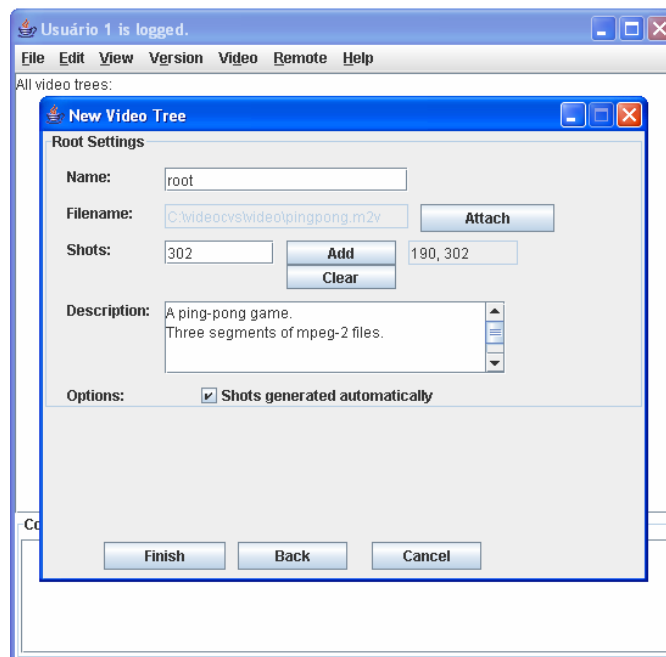 Usuário 1 is logged.
File Edit View Version Video Remote Help
All video trees:
New Video Tree
Root Settings
Name: root
Filename: C:\videocvs\video\pingpong.m2v Attach
Shots: 302 Add 190, 302
Clear
Description: A ping-pong game.
Three segments of mpeg-2 files.
Options: Shots generated automatically
Co
Finish Back Cancel